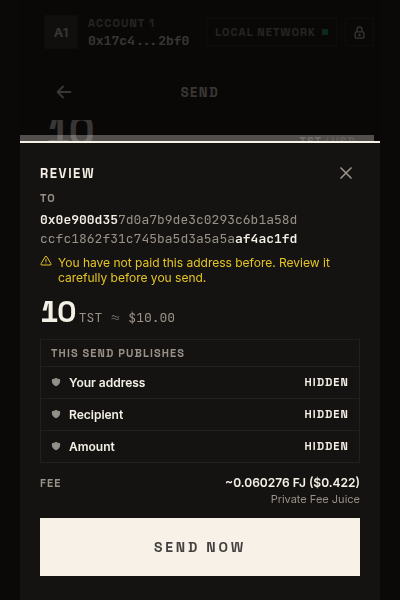 A1
ACCOUNT 1
0x17c4...2bf0
LOCAL NETWORK
SEND
10
REVIEW
TO
0x0e900d357d0a7b9de3c0293c6b1a58d
ccfc1862f31c745ba5d3a5a5aaf4ac1fd
You have not paid this address before. Review it
carefully before you send.
10 TST ≈ $10.00
THIS SEND PUBLISHES
Your address HIDDEN
Recipient HIDDEN
Amount HIDDEN
FEE ~0.060276 FJ ($0.422)
Private Fee Juice
SEND NOW